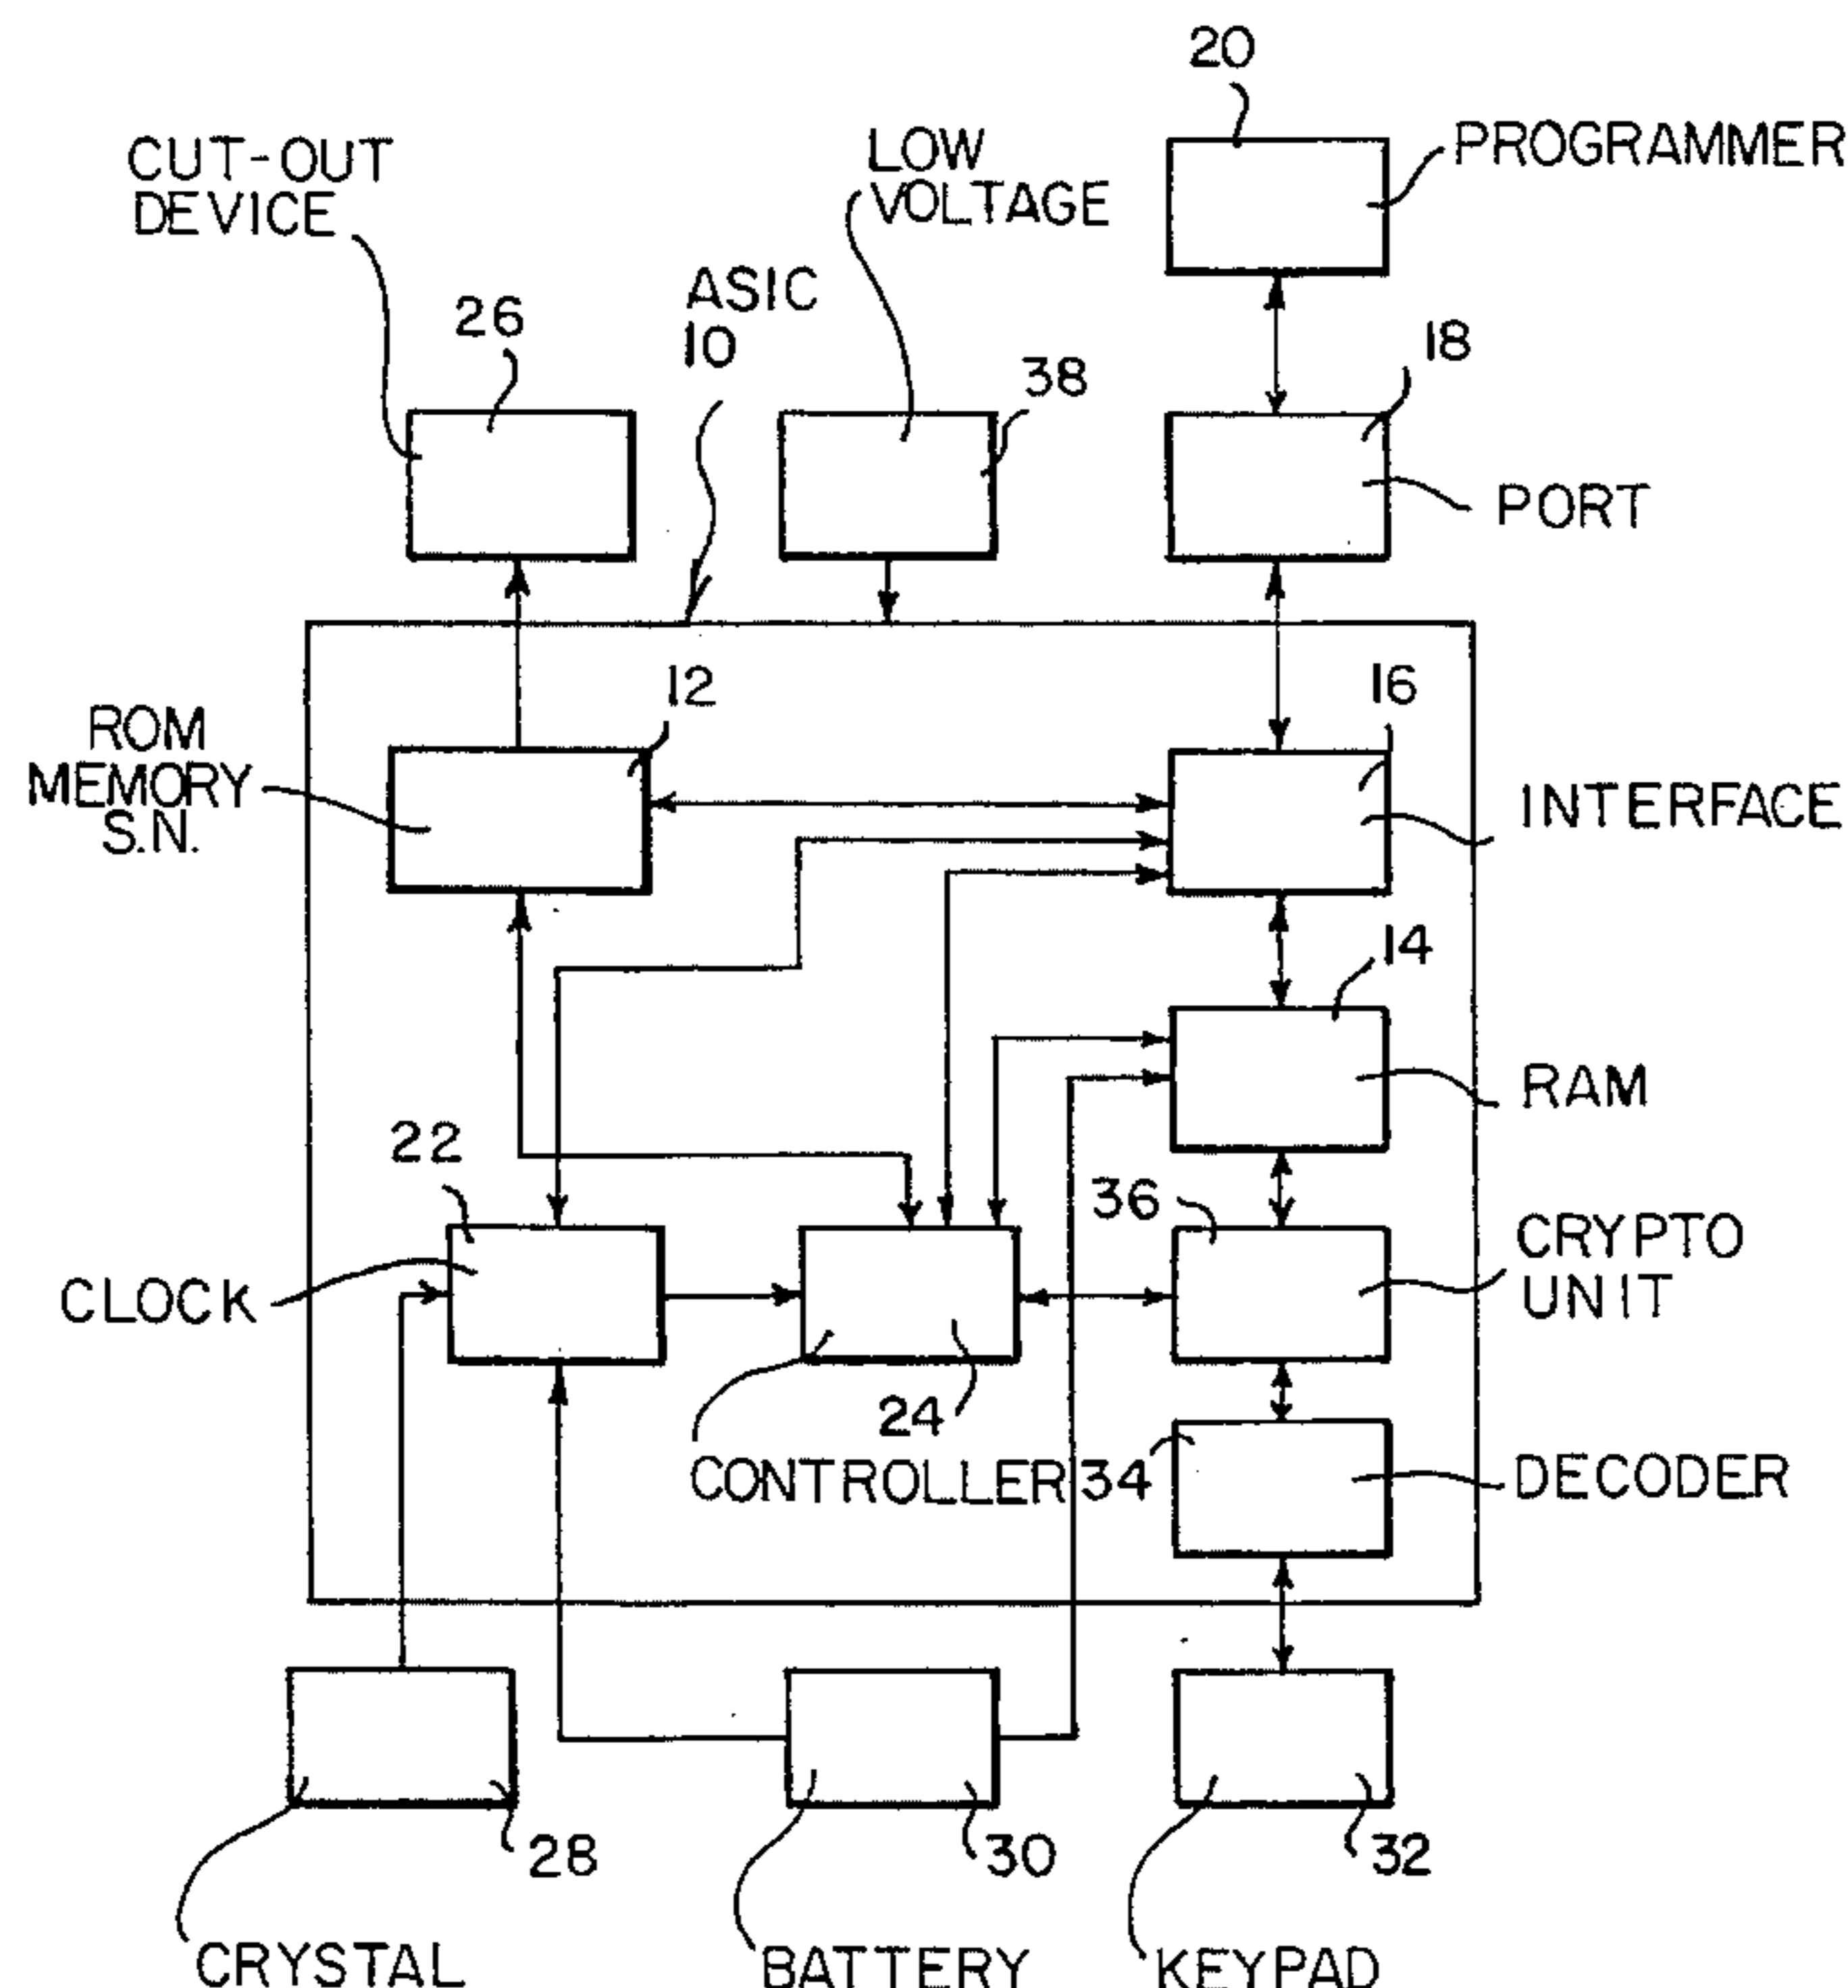 20
PROGRAMMER
CUT-OUT
DEVICE
LOW
VOLTAGE
ASIC
10
26
38
18
PORT
ROM
MEMORY
S.N.
12
16
INTERFACE
14
RAM
22
CLOCK
36
CRYPTO
UNIT
24
CONTROLLER
34
DECODER
28
30
32
CRYSTAL
BATTERY
KEYPAD